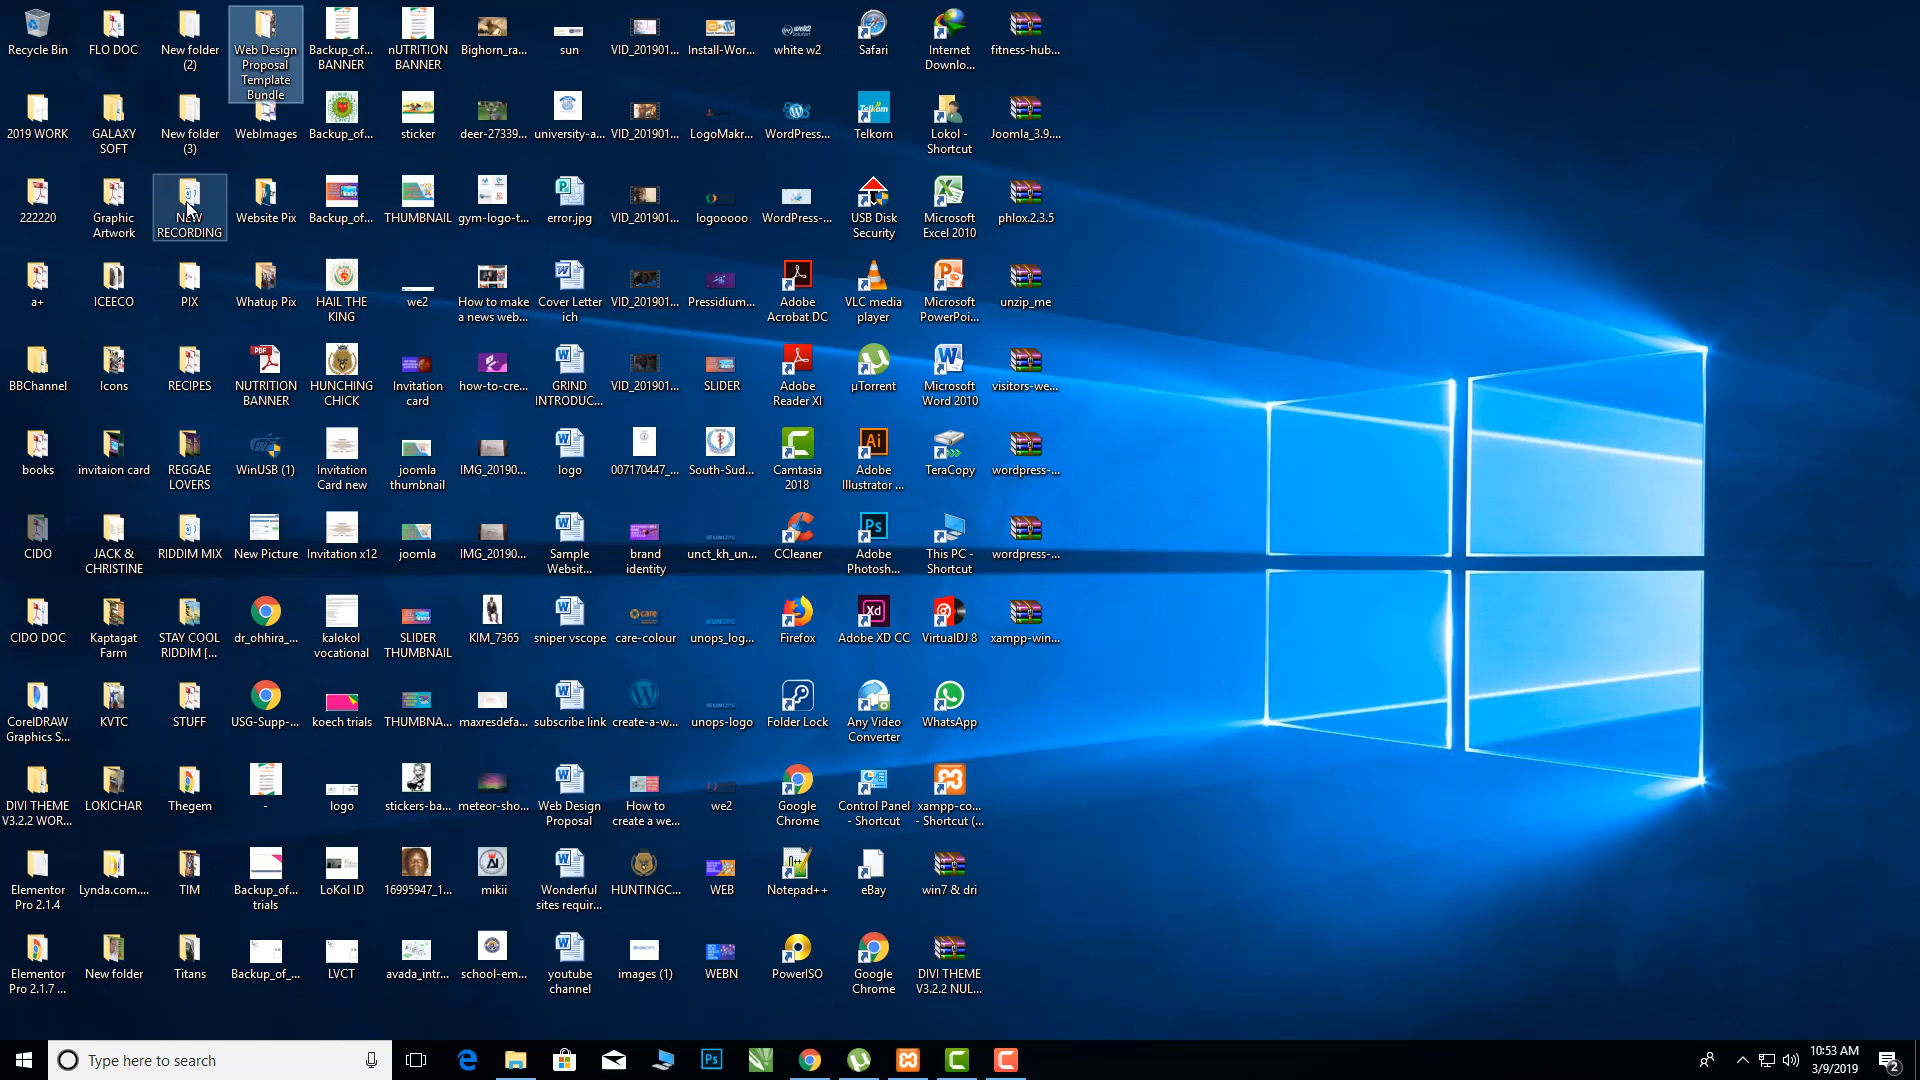 Recycle Bin
FLO DOC
New folder
(2)
Web Design
Proposal
Template
Bundle
Backup_of...
BANNER
nUTRITION
BANNER
Bighorn_ra...
sun
VID_201901...
Install-Wor...
white w2
Safari
Internet
Downlo...
fitness-hub...
2019 WORK
GALAXY
SOFT
New folder
(3)
WebImages
Backup_of...
sticker
deer-27339...
university-a...
VID_201901...
LogoMakr...
WordPress...
Telkom
Lokol -
Shortcut
Joomla_3.9....
222220
Graphic
Artwork
NEW
RECORDING
Website Pix
Backup_of...
THUMBNAIL
gym-logo-t...
error.jpg
VID_201901...
logooooo
WordPress-...
USB Disk
Security
Microsoft
Excel 2010
phlox.2.3.5
a+
ICEECO
PIX
Whatup Pix
HAIL THE
KING
we2
How to make
a news web...
Cover Letter
ich
VID_201901...
Pressidium...
Adobe
Acrobat DC
VLC media
player
Microsoft
PowerPoi...
unzip_me
BBChannel
Icons
RECIPES
NUTRITION
BANNER
HUNCHING
CHICK
Invitation
card
how-to-cre...
GRIND
INTRODUC...
VID_201901...
SLIDER
Adobe
Reader XI
µTorrent
Microsoft
Word 2010
visitors-we...
books
invitaion card
REGGAE
LOVERS
WinUSB (1)
Invitation
Card new
joomla
thumbnail
IMG_20190...
logo
007170447_...
South-Sud...
Camtasia
2018
Adobe
Illustrator ...
TeraCopy
wordpress-...
CIDO
JACK &
CHRISTINE
RIDDIM MIX
New Picture
Invitation x12
joomla
IMG_20190...
Sample
Websit...
brand
identity
unct_kh_un...
CCleaner
Adobe
Photosh...
This PC -
Shortcut
wordpress-...
CIDO DOC
Kaptagat
Farm
STAY COOL
RIDDIM [...
dr_ohhira_...
kalokol
vocational
SLIDER
THUMBNAIL
KIM_7365
sniper vscope
care-colour
unops_log...
Firefox
Adobe XD CC
VirtualDJ 8
xampp-win...
CorelDRAW
Graphics S...
KVTC
STUFF
USG-Supp-...
koech trials
THUMBNA...
maxresdefa...
subscribe link
create-a-w...
unops-logo
Folder Lock
Any Video
Converter
WhatsApp
DIVI THEME
V3.2.2 WOR...
LOKICHAR
Thegem
-
logo
stickers-ba...
meteor-sho...
Web Design
Proposal
How to
create a we...
we2
Google
Chrome
Control Panel
- Shortcut
xampp-co...
- Shortcut (...
Elementor
Pro 2.1.4
Lynda.com....
TIM
Backup_of...
trials
LoKol ID
16995947_1...
mikii
Wonderful
sites requir...
HUNTINGC...
WEB
Notepad++
eBay
win7 & dri
Elementor
Pro 2.1.7 ...
New folder
Titans
Backup_of_...
LVCT
avada_intr...
school-em...
youtube
channel
images (1)
WEBN
PowerISO
Google
Chrome
DIVI THEME
V3.2.2 NUL...
Type here to search
10:53 AM
3/9/2019
2